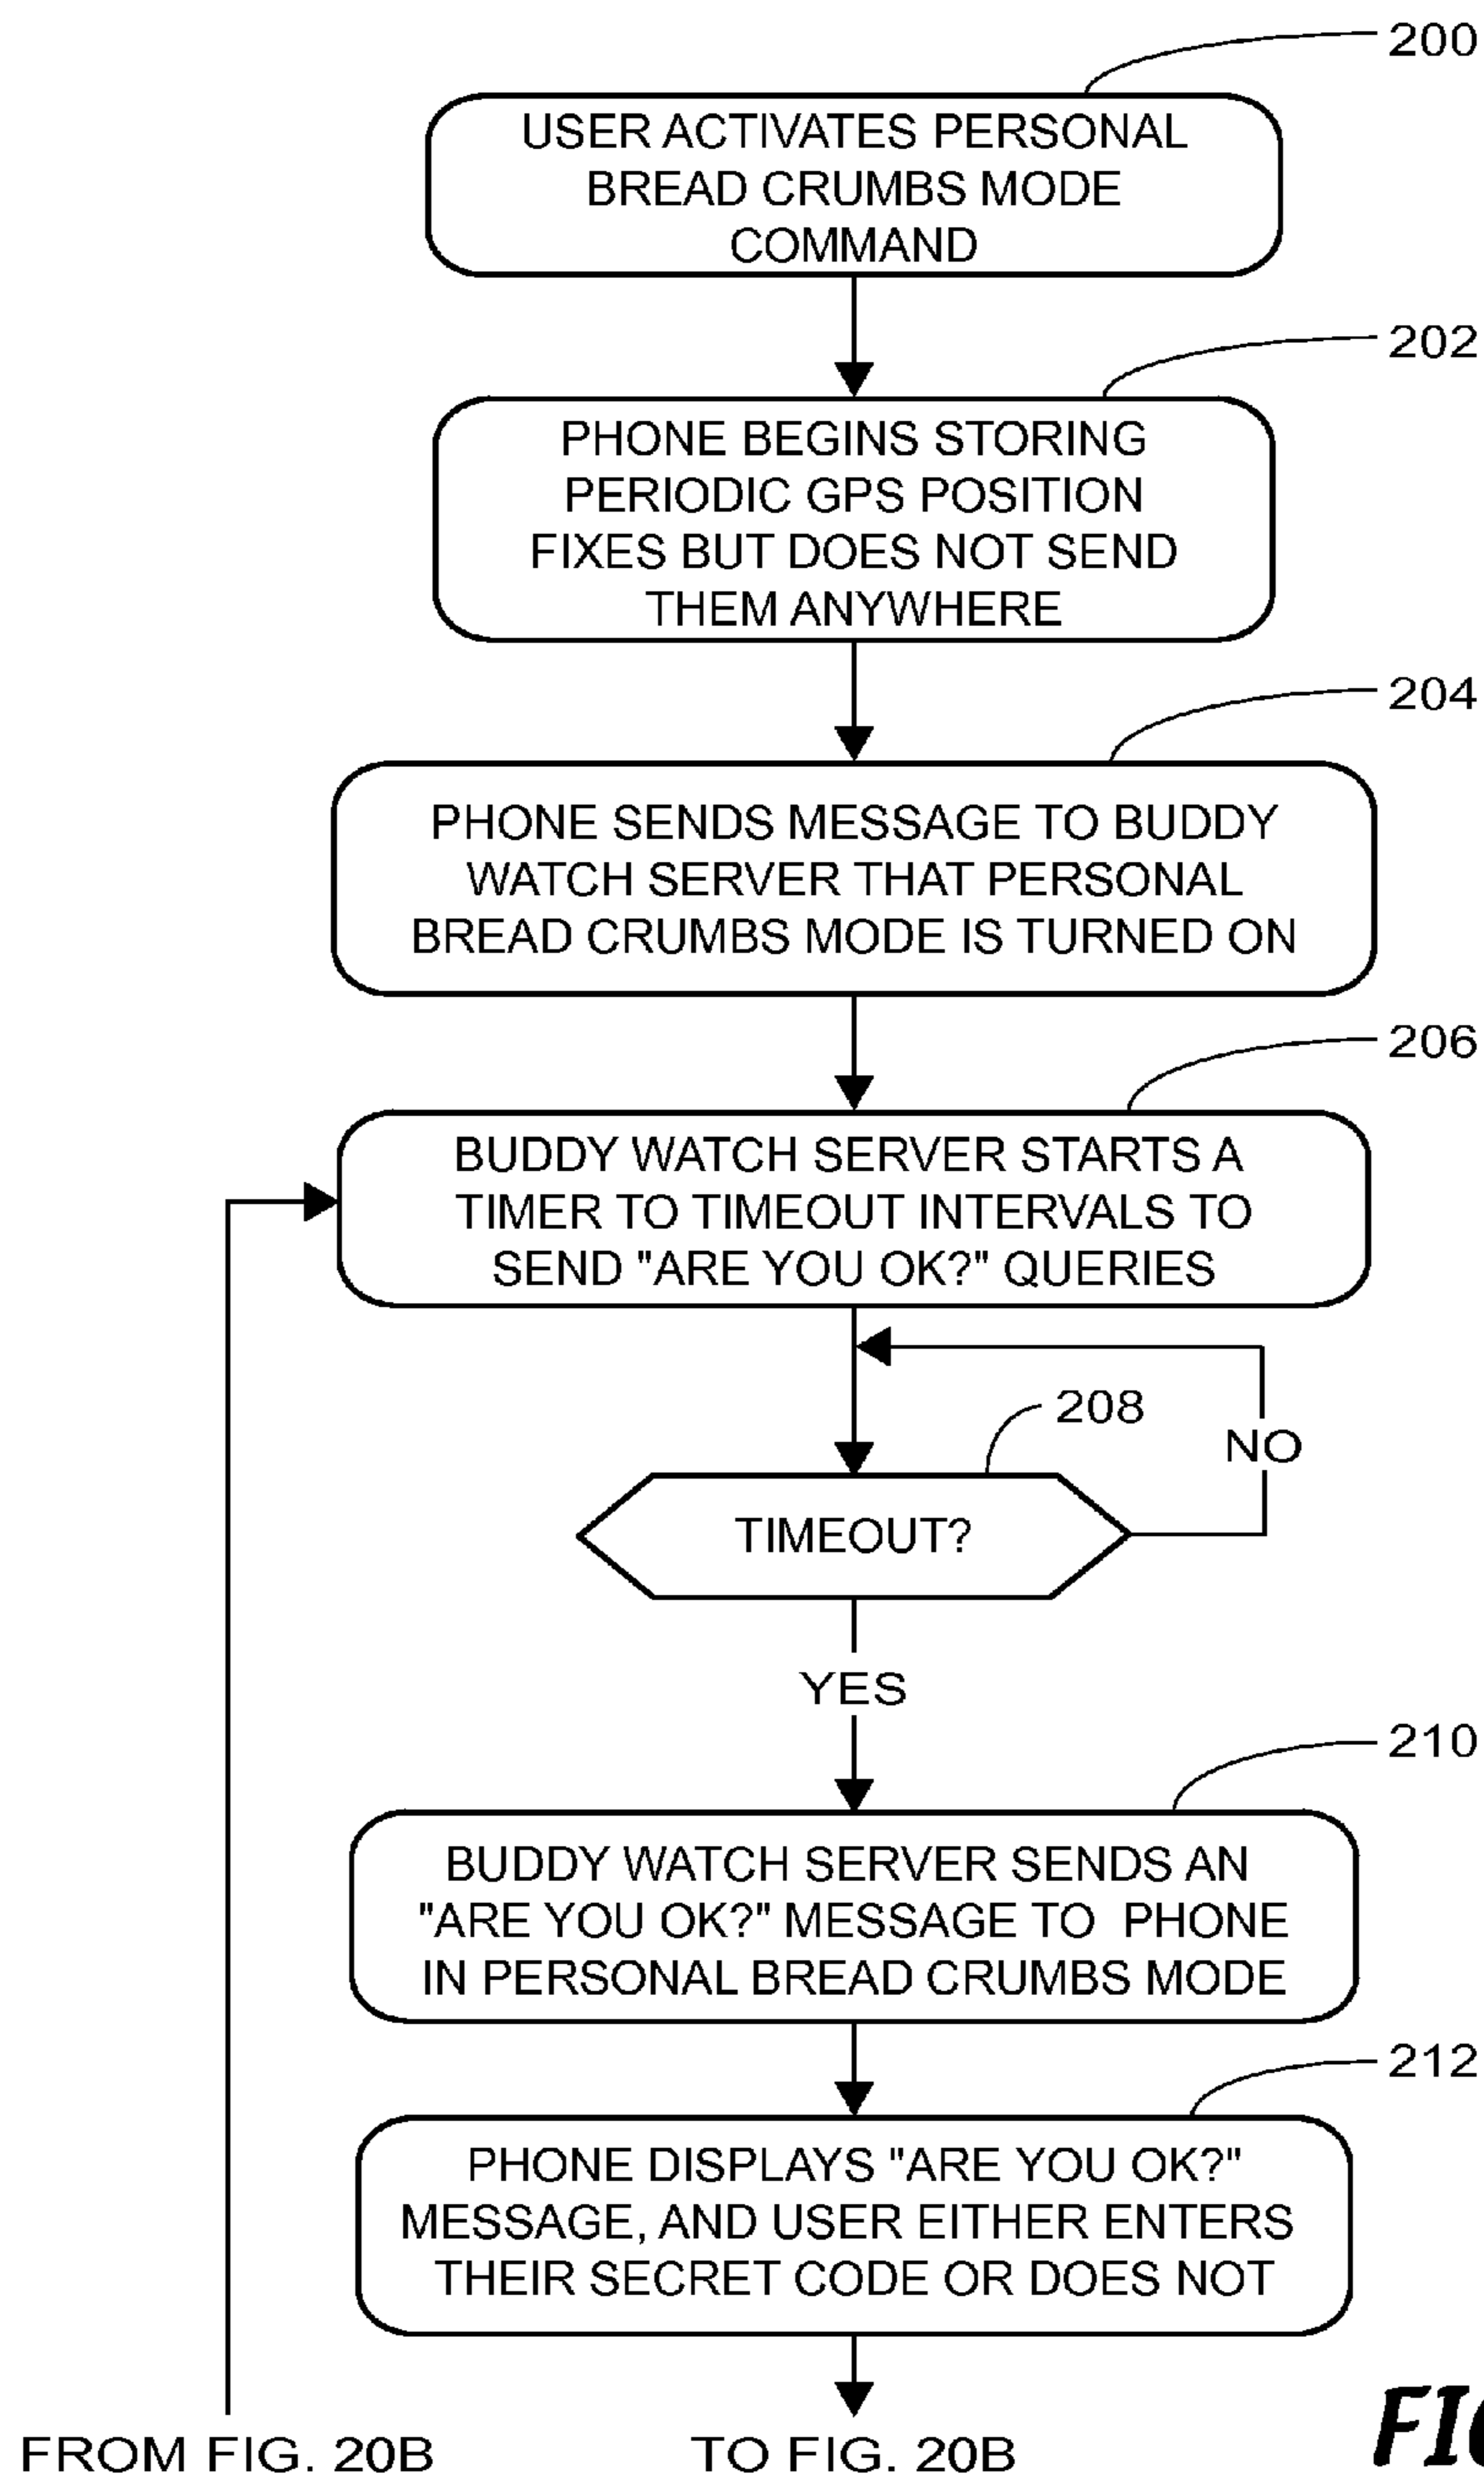 200
USER ACTIVATES PERSONAL
BREAD CRUMBS MODE
COMMAND
202
PHONE BEGINS STORING
PERIODIC GPS POSITION
FIXES BUT DOES NOT SEND
THEM ANYWHERE
204
PHONE SENDS MESSAGE TO BUDDY
WATCH SERVER THAT PERSONAL
BREAD CRUMBS MODE IS TURNED ON
206
BUDDY WATCH SERVER STARTS A
TIMER TO TIMEOUT INTERVALS TO
SEND "ARE YOU OK?" QUERIES
208
NO
TIMEOUT?
YES
210
BUDDY WATCH SERVER SENDS AN
"ARE YOU OK?" MESSAGE TO PHONE
IN PERSONAL BREAD CRUMBS MODE
212
PHONE DISPLAYS "ARE YOU OK?"
MESSAGE, AND USER EITHER ENTERS
THEIR SECRET CODE OR DOES NOT
FROM FIG. 20B
TO FIG. 20B